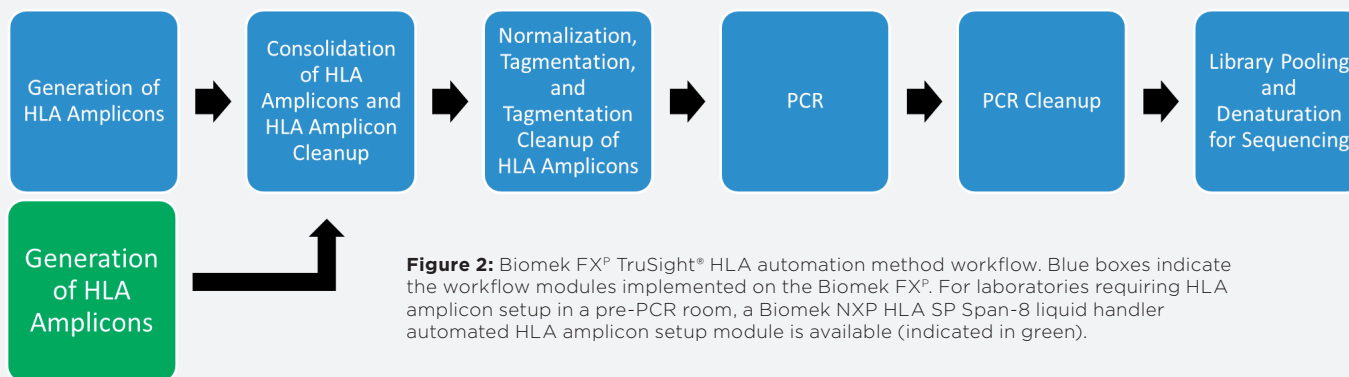 Generation of
HLA Amplicons
Consolidation
of HLA
Amplicons and
HLA Amplicon
Cleanup
Normalization,
Tagmentation,
and
Tagmentation
Cleanup of
HLA Amplicons
PCR
PCR Cleanup
Library Pooling
and
Denaturation
for Sequencing
Generation
of HLA
Amplicons
Figure 2: Biomek FXᴾ TruSight® HLA automation method workflow. Blue boxes indicate
the workflow modules implemented on the Biomek FXᴾ. For laboratories requiring HLA
amplicon setup in a pre-PCR room, a Biomek NXP HLA SP Span-8 liquid handler
automated HLA amplicon setup module is available (indicated in green).